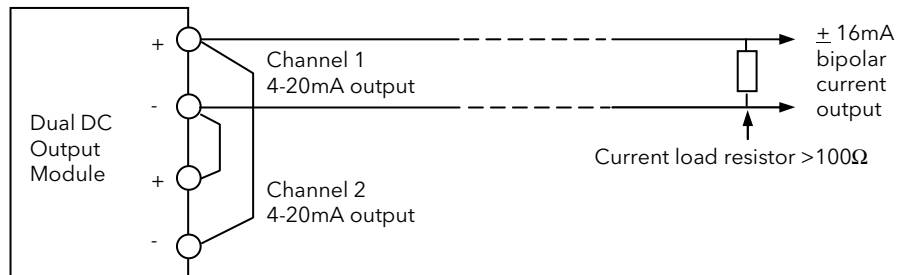 +
Channel 1
4-20mA output
-
Dual DC
Output
Module
+
Channel 2
4-20mA output
-
± 16mA
bipolar
current
output
Current load resistor >100Ω